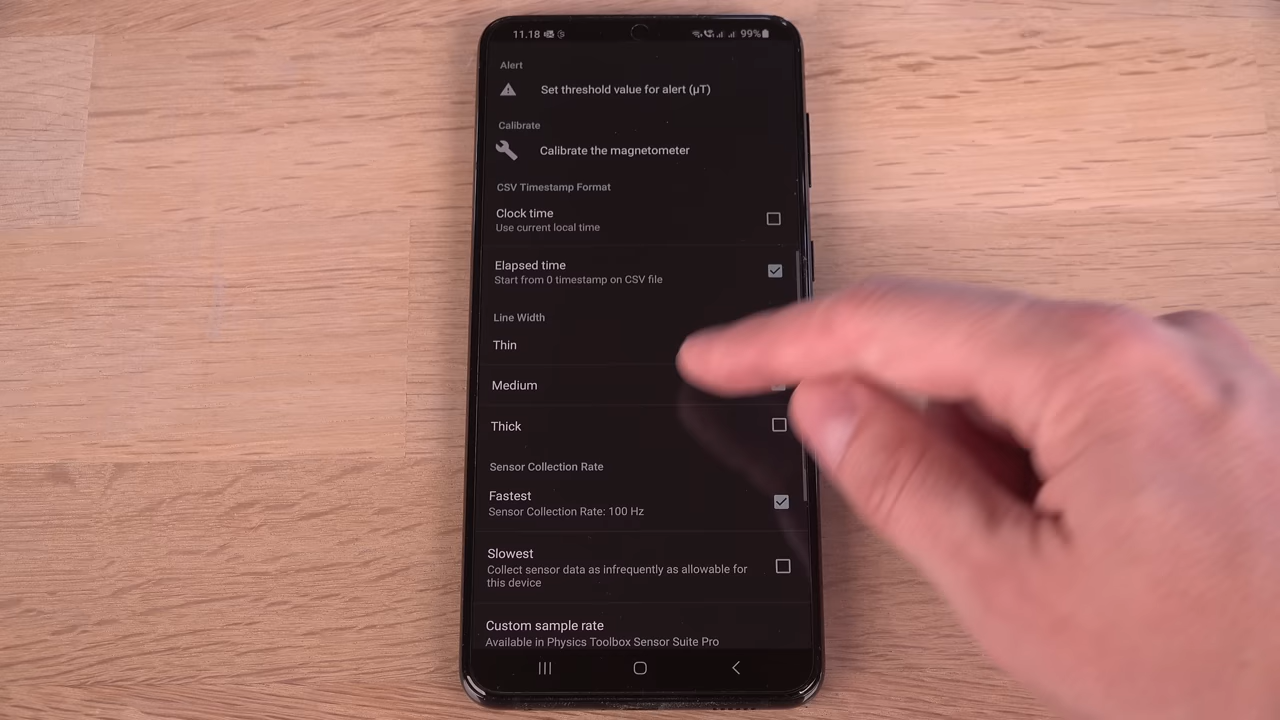 11.18 99%
Alert
Set threshold value for alert (µT)
Calibrate
Calibrate the magnetometer
CSV Timestamp Format
Clock time
Use current local time
Elapsed time
Start from 0 timestamp on CSV file
Line Width
Thin
Medium
Thick
Sensor Collection Rate
Fastest
Sensor Collection Rate: 100 Hz
Slowest
Collect sensor data as infrequently as allowable for
this device
Custom sample rate
Available in Physics Toolbox Sensor Suite Pro